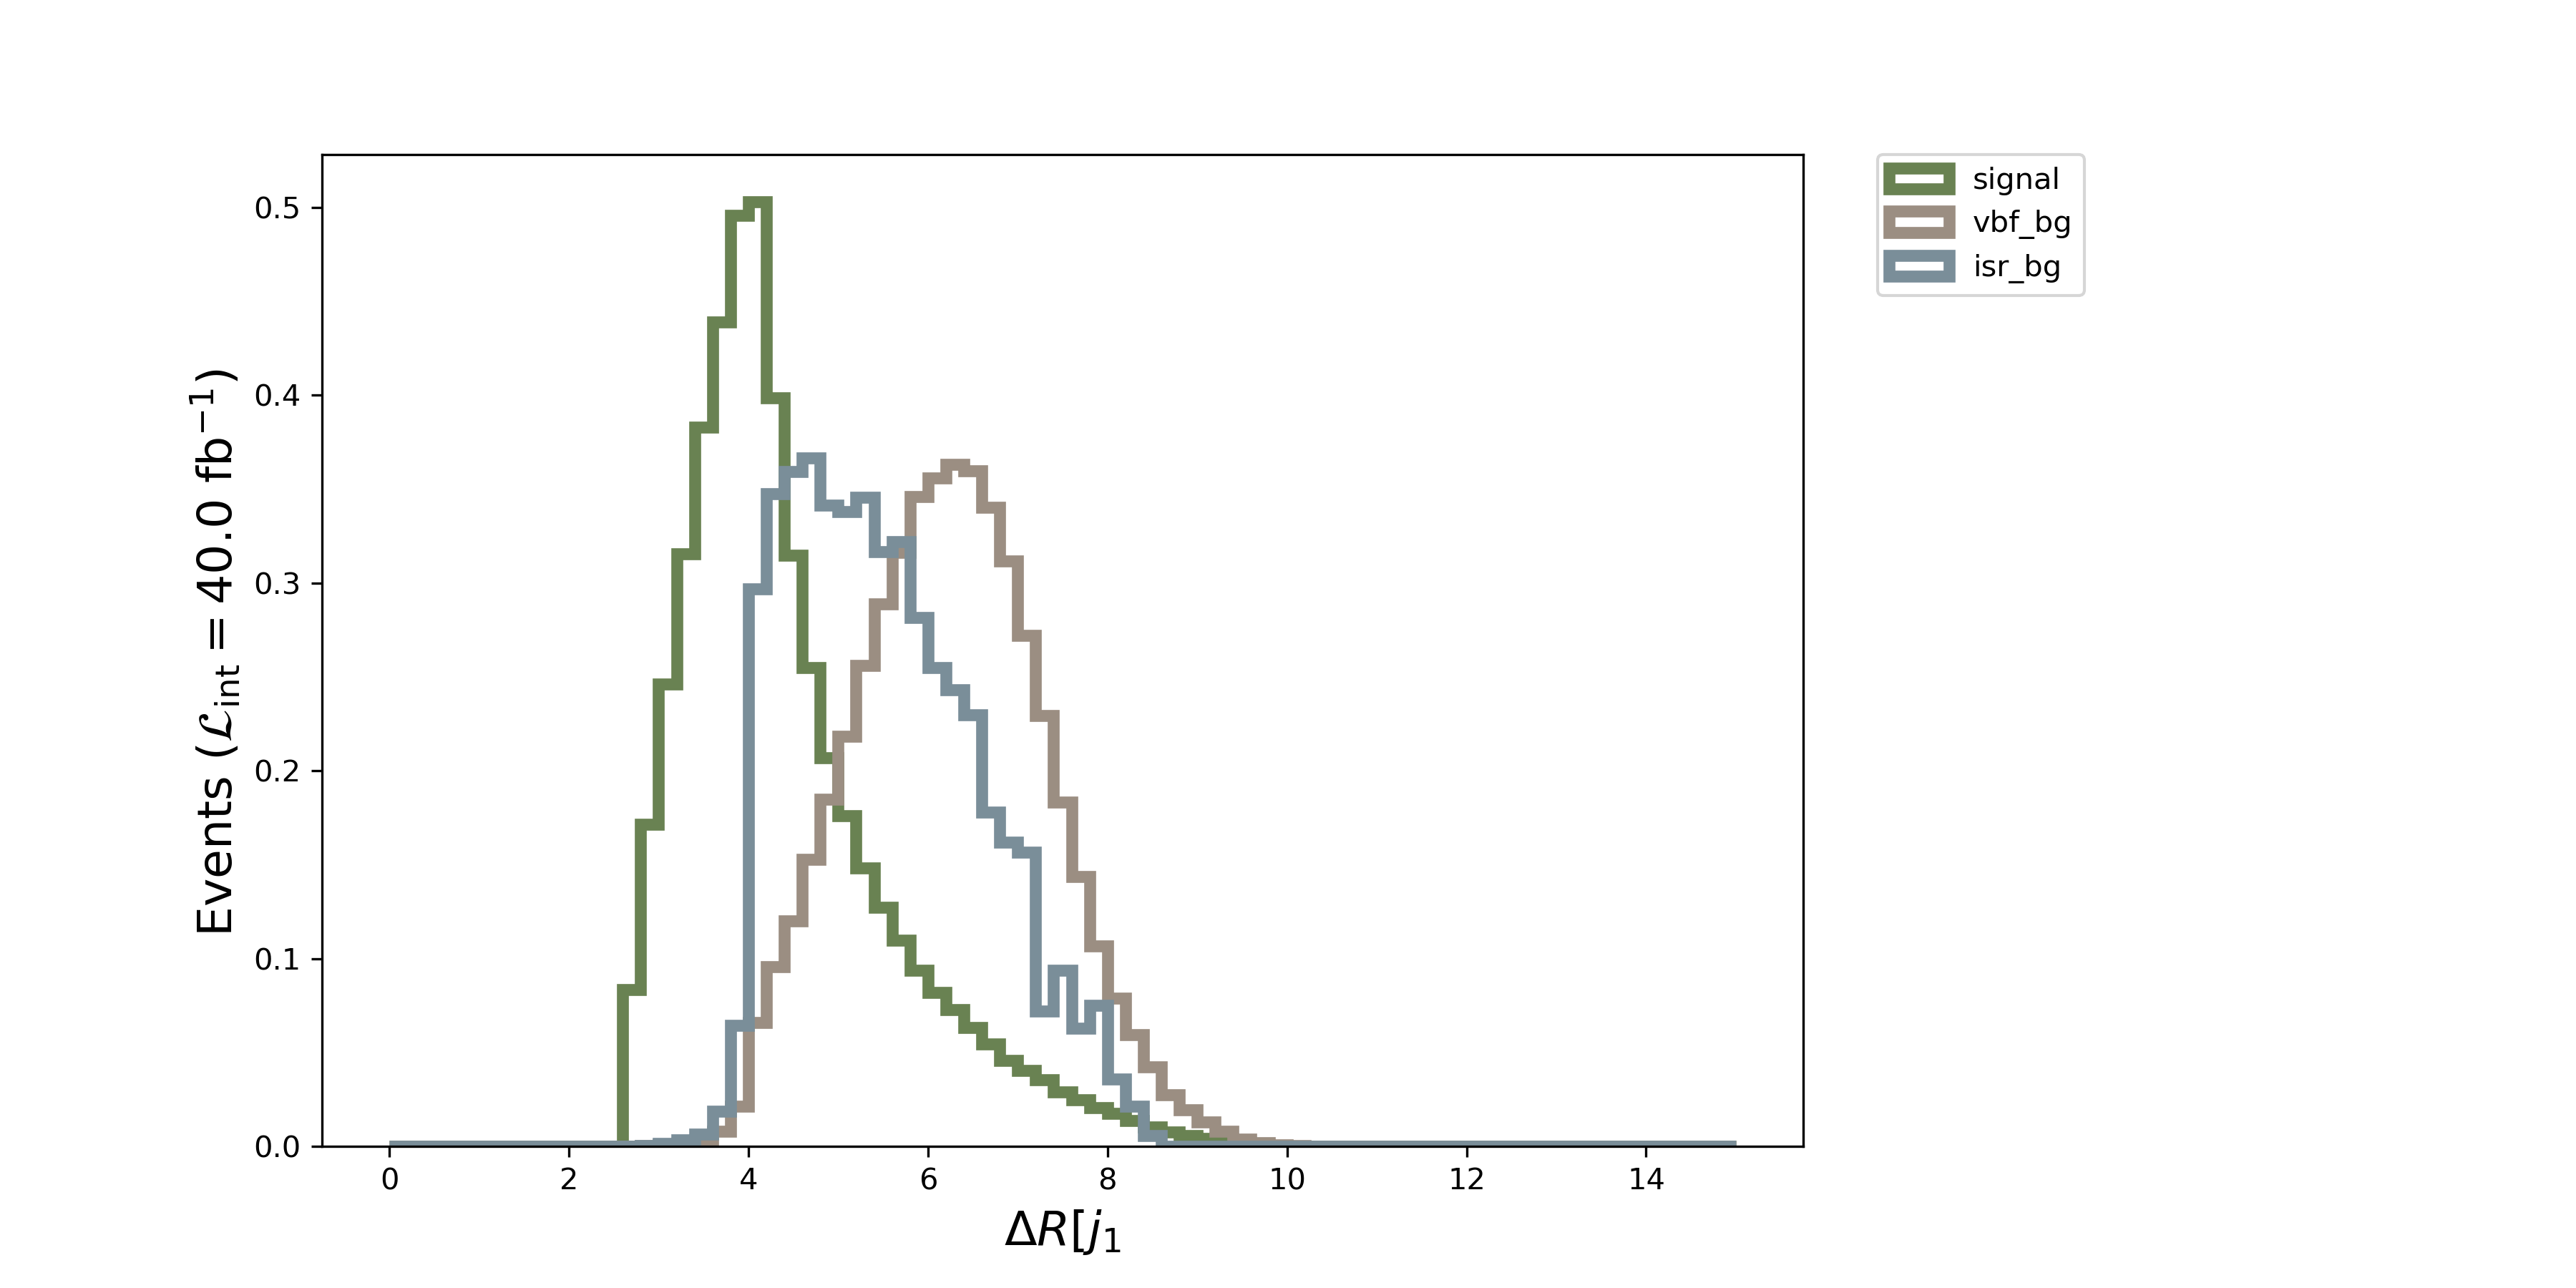 signal
vbf_bg
isr_bg
Events (ℒint = 40.0 fb⁻¹)
0.5
0.4
0.3
0.2
0.1
0.0
0 2 4 6 8 10 12 14
ΔR[j₁